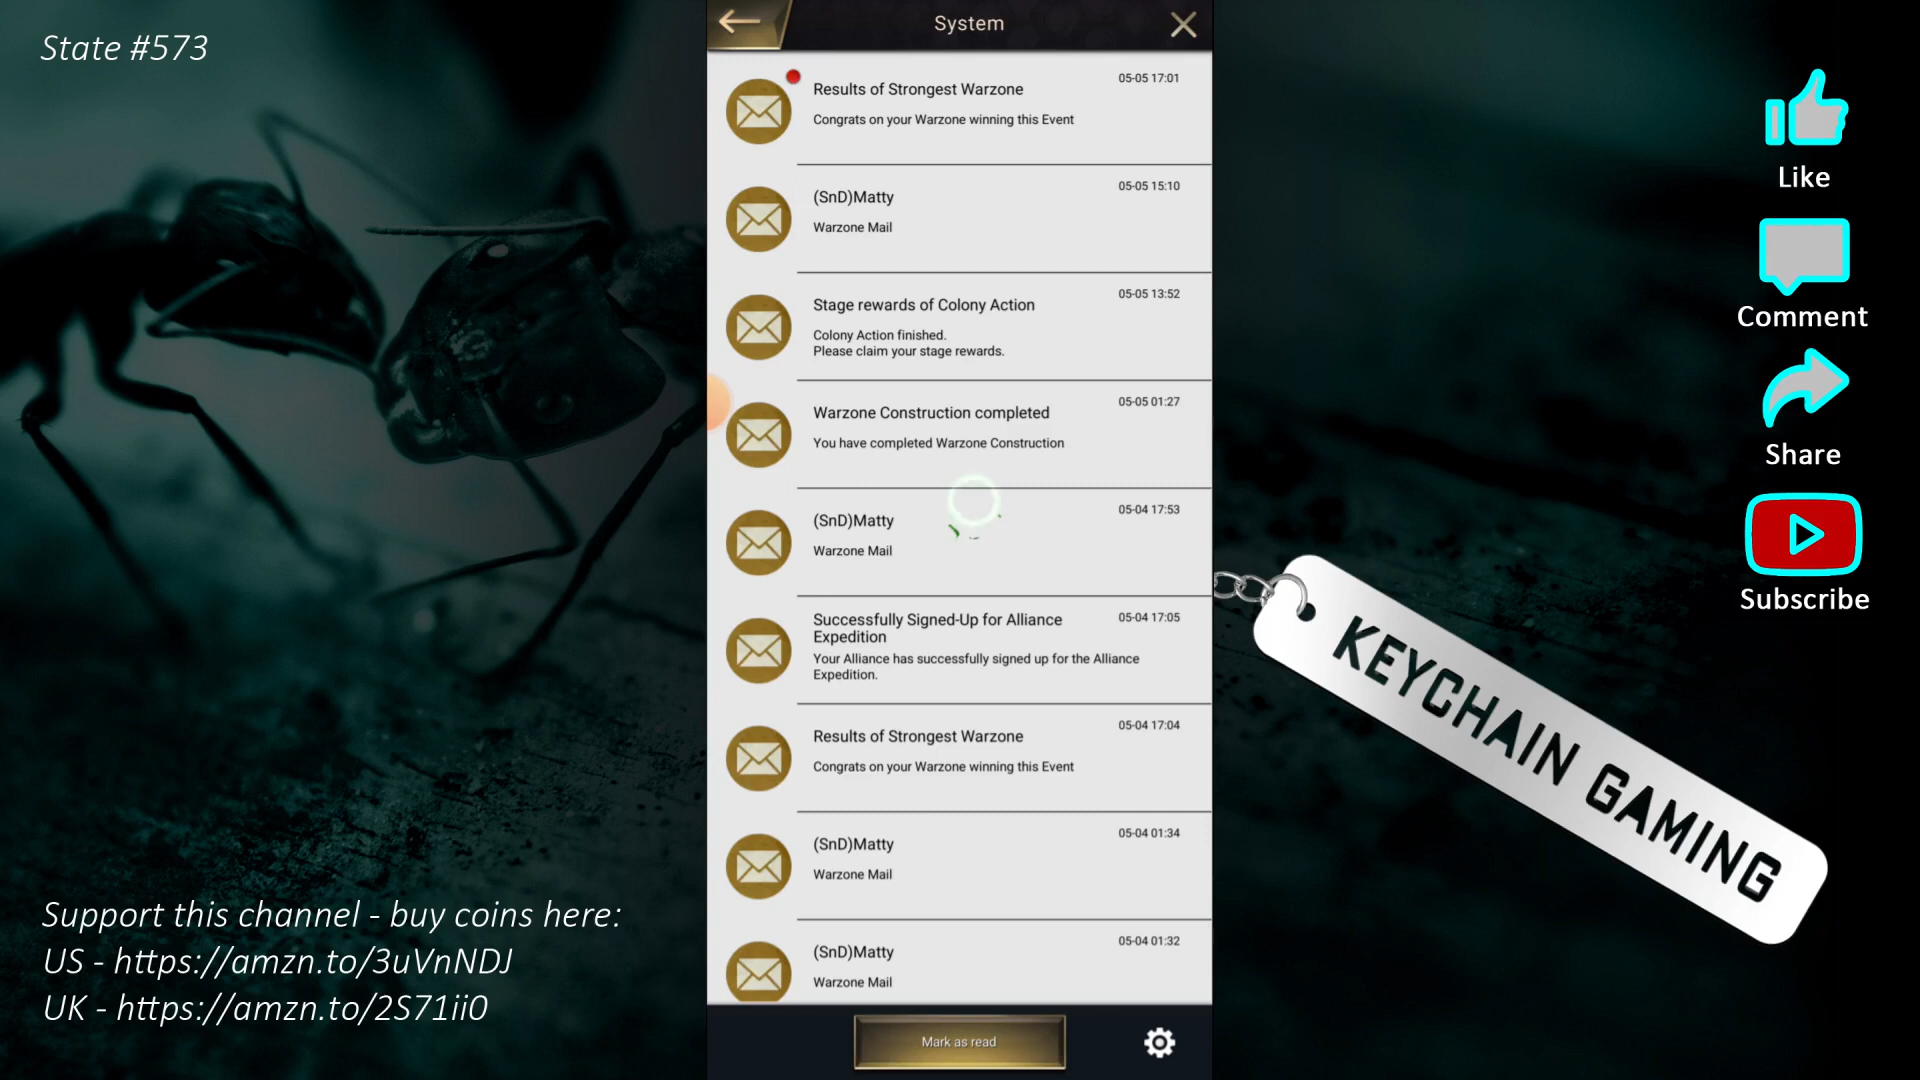 State #573
System
Results of Strongest Warzone
05-05 17:01
Congrats on your Warzone winning this Event
(SnD)Matty
05-05 15:10
Warzone Mail
Stage rewards of Colony Action
05-05 13:52
Colony Action finished.
Please claim your stage rewards.
Warzone Construction completed
05-05 01:27
You have completed Warzone Construction
(SnD)Matty
05-04 17:53
Warzone Mail
Successfully Signed-Up for Alliance
Expedition
05-04 17:05
Your Alliance has successfully signed up for the Alliance
Expedition.
Results of Strongest Warzone
05-04 17:04
Congrats on your Warzone winning this Event
(SnD)Matty
05-04 01:34
Warzone Mail
(SnD)Matty
05-04 01:32
Warzone Mail
Mark as read
Like
Comment
Share
Subscribe
KEYCHAIN GAMING
Support this channel - buy coins here:
US - https://amzn.to/3uVnNDJ
UK - https://amzn.to/2S71ii0